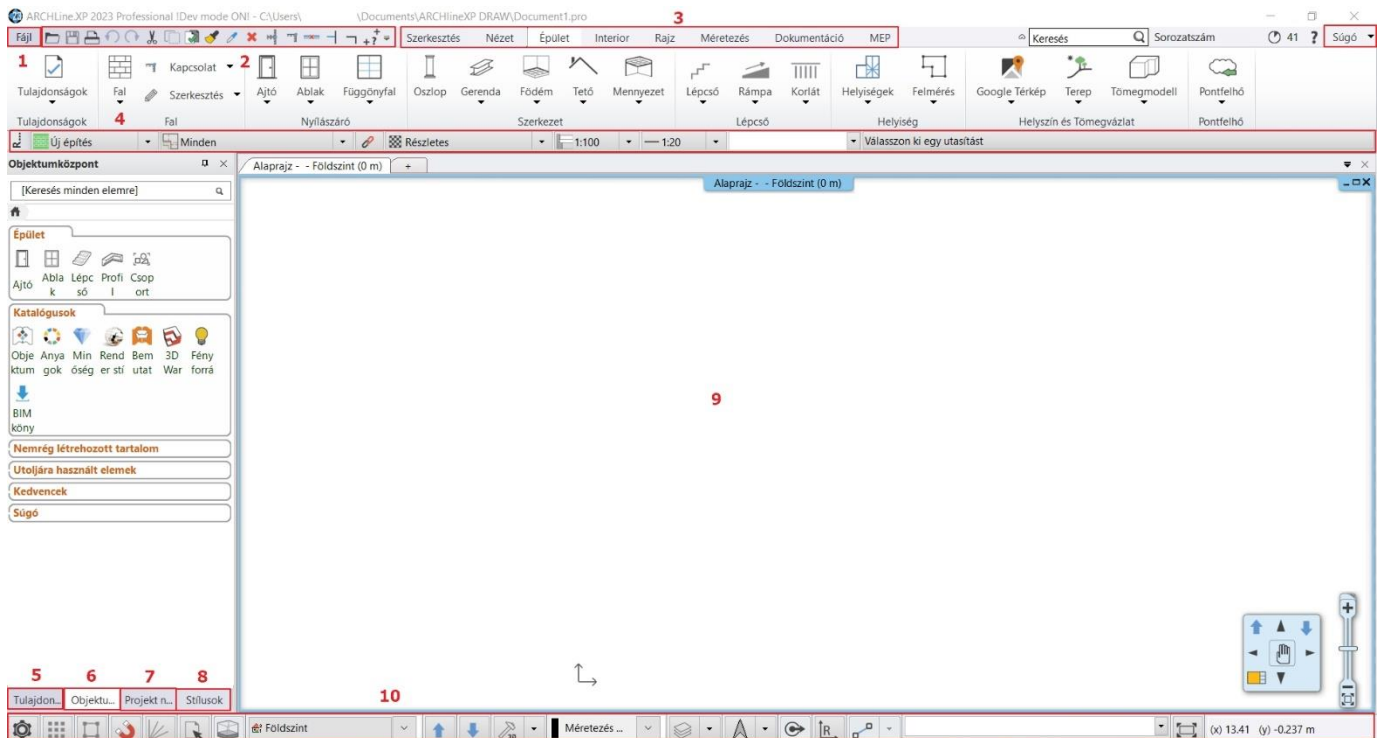 ARCHLine.XP 2023 Professional !Dev mode ON! - C:\Users\ \Documents\ARCHlineXP DRAW\Document1.pro
3
Fájl
Szerkesztés Nézet Épület Interior Rajz Méretezés Dokumentáció MEP
Keresés
Sorozatszám
41 ?
Súgó
1
Tulajdonságok
Fal
Kapcsolat
Szerkesztés
2
Ajtó Ablak Függönyfal
Oszlop Gerenda Födém Tető Mennyezet
Lépcső Rámpa Korlát
Helyiségek Felmérés
Google Térkép Terep Tömegmodell
Pontfelhő
Tulajdonságok
4
Fal
Nyílászáró
Szerkezet
Lépcső
Helyiség
Helyszín és Tömegvázlat
Pontfelhő
Új építés
Minden
Részletes
1:100
1:20
Válasszon ki egy utasítást
Objektumközpont
Alaprajz - - Földszint (0 m)
+
Alaprajz - - Földszint (0 m)
[Keresés minden elemre]
Épület
Ajtó
Abla
k
Lépc
ső
Profi
l
Csop
ort
Katalógusok
Obje
ktum
Anya
gok
Min
őség
Rend
er stí
Bem
utat
3D
War
Fény
forrá
BIM
köny
Nemrég létrehozott tartalom
Utoljára használt elemek
Kedvencek
Súgó
9
5 6 7 8
Tulajdon... Objektu... Projekt n... Stílusok
10
Földszint
Méretezés ...
(x) 13.41 (y) -0.237 m